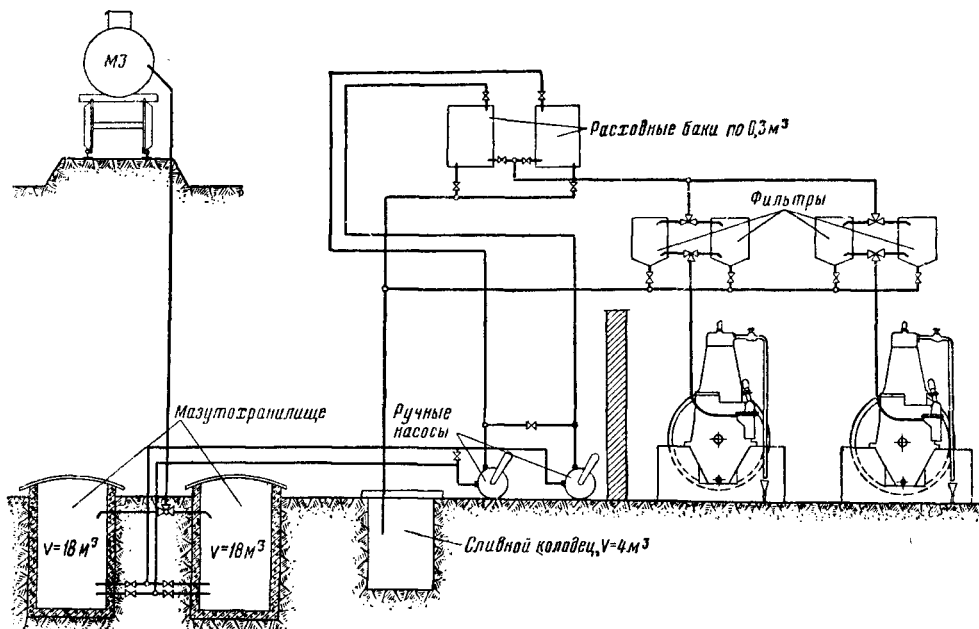 МЗ
Расходные баки по 0,3м³
Фильтры
Мазутохранилище
Ручные
насосы
V=18м³
V=18м³
Сливной колодец, V=4м³